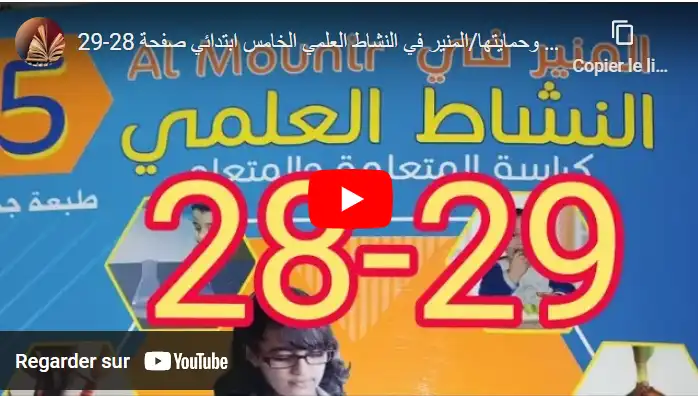 ... وحمايتها/المنير في النشاط العلمي الخامس ابتدائي صفحة 28-29
Copier le li...
Al Mounir المنير في
النشاط العلمي
5
كراسة المتعلمة والمتعلم
طبعة
28-29
Regarder sur YouTube